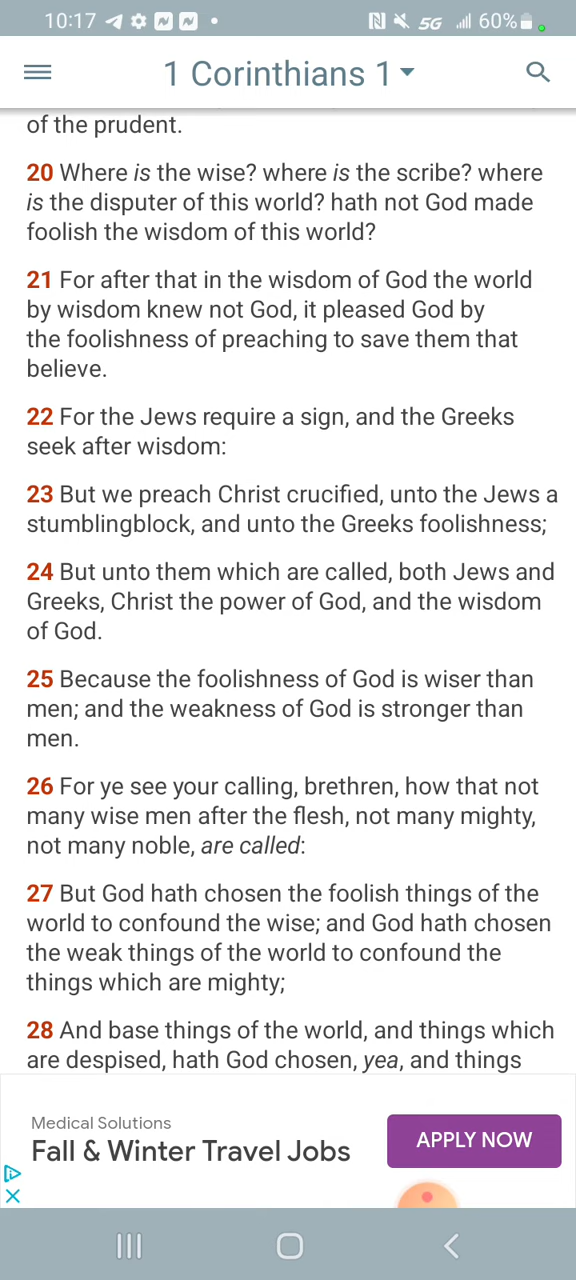 10:17
5G 60%
1 Corinthians 1
of the prudent.
20 Where is the wise? where is the scribe? where
is the disputer of this world? hath not God made
foolish the wisdom of this world?
21 For after that in the wisdom of God the world
by wisdom knew not God, it pleased God by
the foolishness of preaching to save them that
believe.
22 For the Jews require a sign, and the Greeks
seek after wisdom:
23 But we preach Christ crucified, unto the Jews a
stumblingblock, and unto the Greeks foolishness;
24 But unto them which are called, both Jews and
Greeks, Christ the power of God, and the wisdom
of God.
25 Because the foolishness of God is wiser than
men; and the weakness of God is stronger than
men.
26 For ye see your calling, brethren, how that not
many wise men after the flesh, not many mighty,
not many noble, are called:
27 But God hath chosen the foolish things of the
world to confound the wise; and God hath chosen
the weak things of the world to confound the
things which are mighty;
28 And base things of the world, and things which
are despised, hath God chosen, yea, and things
Medical Solutions
Fall & Winter Travel Jobs
APPLY NOW